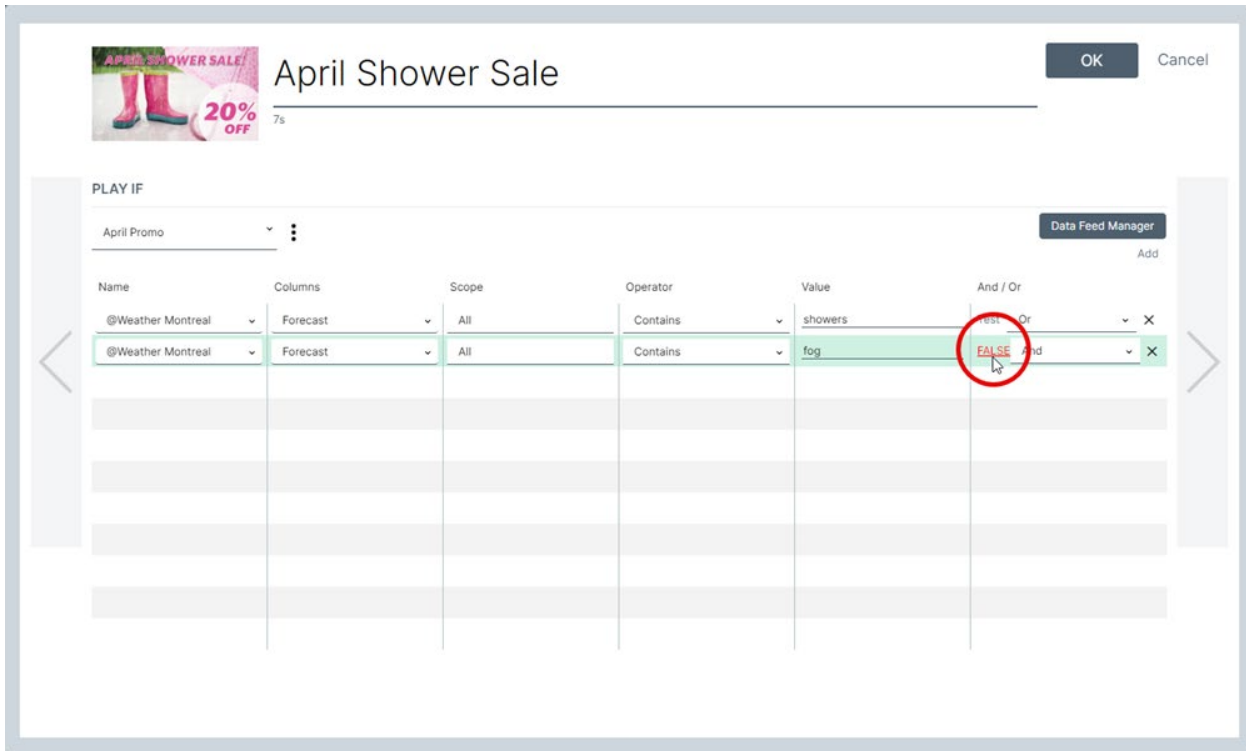 APRIL SHOWER SALE!
20%
OFF
April Shower Sale
7s
OK
Cancel
PLAY IF
April Promo
Data Feed Manager
Add
Name Columns Scope Operator Value And / Or
@Weather Montreal Forecast All Contains showers Test Or
@Weather Montreal Forecast All Contains fog FALSE And